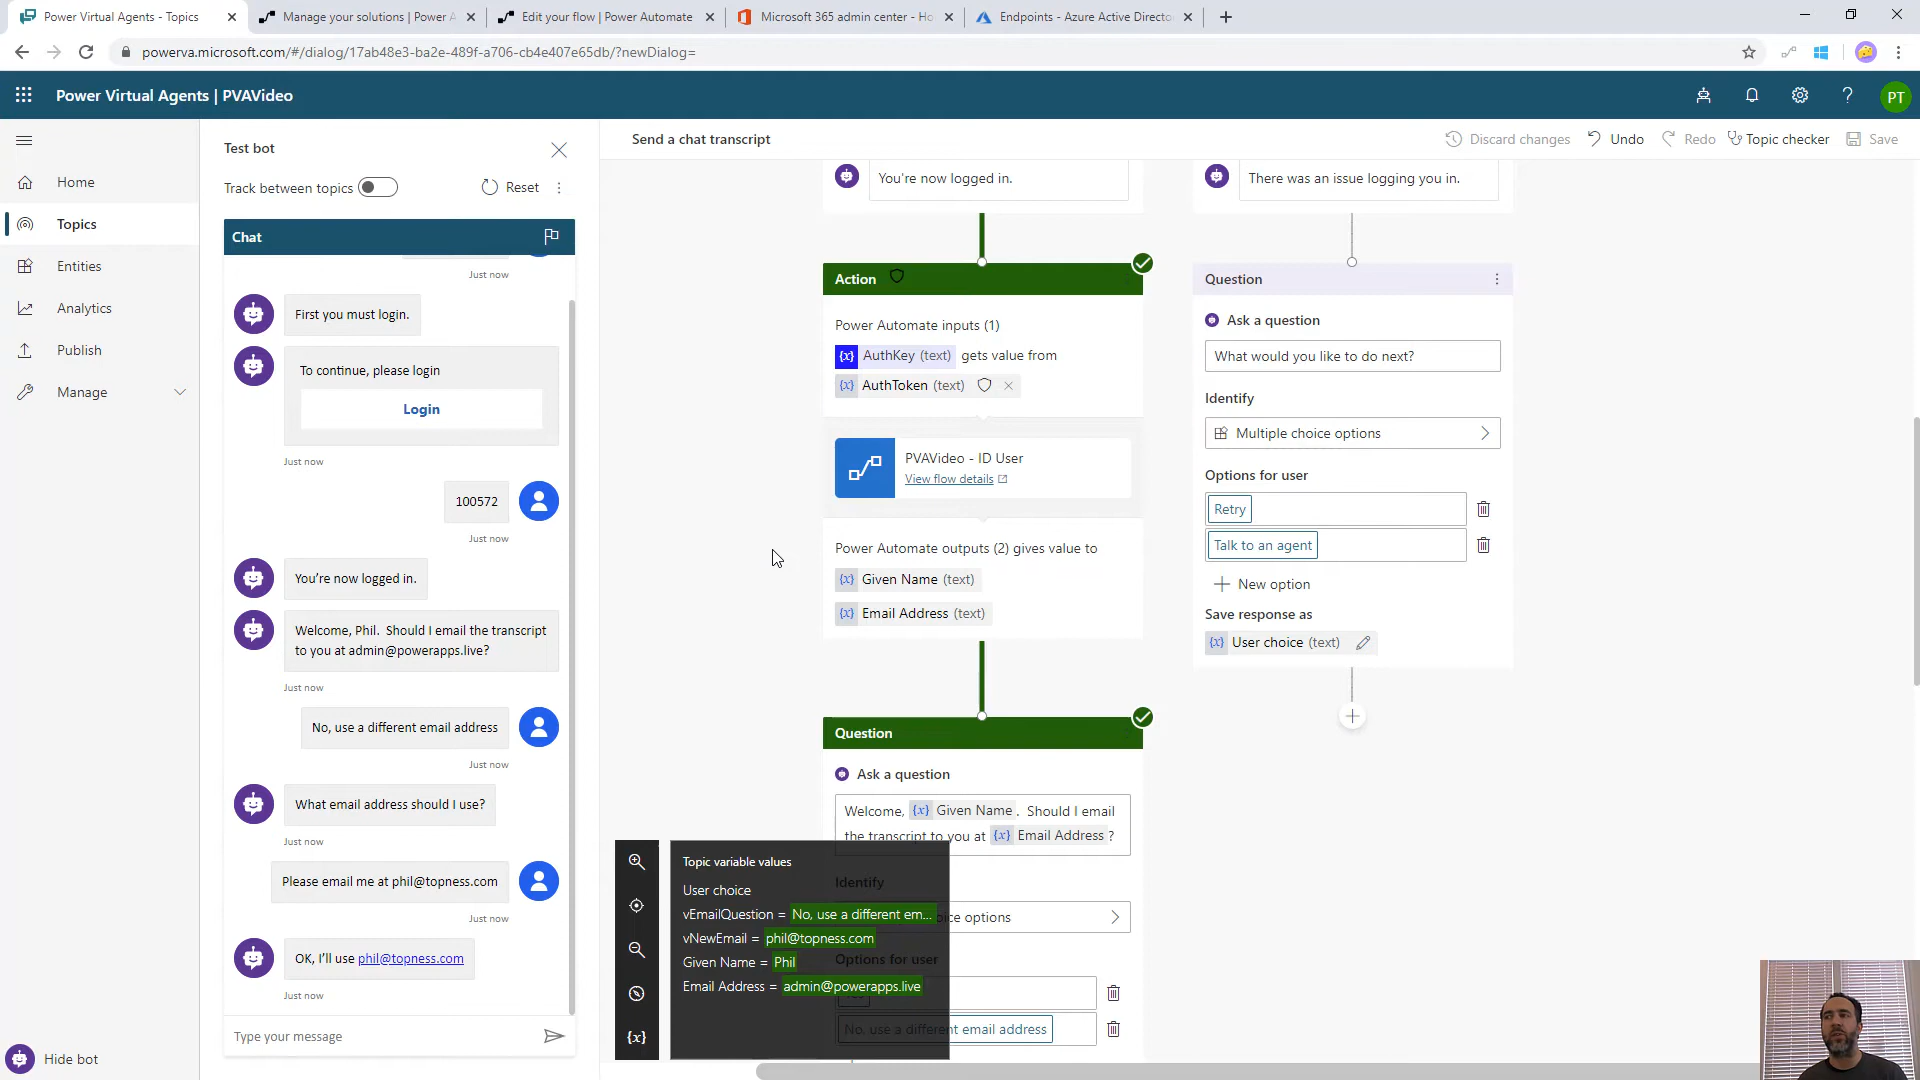 Power Virtual Agents - Topics
Manage your solutions | Power A
Edit your flow | Power Automate
Microsoft 365 admin center - Ho
Endpoints - Azure Active Directo
powerva.microsoft.com/#/dialog/17ab48e3-ba2e-489f-a706-cb4e407e65db/?newDialog=
Power Virtual Agents | PVAVideo
PT
Home
Topics
Entities
Analytics
Publish
Manage
Hide bot
Test bot
Track between topics
Reset
Chat
Just now
First you must login.
To continue, please login
Login
Just now
100572
Just now
You're now logged in.
Welcome, Phil. Should I email the transcript
to you at admin@powerapps.live?
Just now
No, use a different email address
Just now
What email address should I use?
Just now
Please email me at phil@topness.com
Just now
OK, I'll use phil@topness.com
Just now
Type your message
Send a chat transcript
Discard changes
Undo
Redo
Topic checker
Save
You're now logged in.
There was an issue logging you in.
Action
Power Automate inputs (1)
{x} AuthKey (text) gets value from
{x} AuthToken (text)
PVAVideo - ID User
View flow details
Power Automate outputs (2) gives value to
{x} Given Name (text)
{x} Email Address (text)
Question
Ask a question
Welcome, {x} Given Name . Should I email
the transcript to you at {x} Email Address ?
Identify
ice options
Options for user
No, use a different email address
Question
Ask a question
What would you like to do next?
Identify
Multiple choice options
Options for user
Retry
Talk to an agent
New option
Save response as
{x} User choice (text)
{x}
Topic variable values
User choice
vEmailQuestion = No, use a different em...
vNewEmail = phil@topness.com
Given Name = Phil
Email Address = admin@powerapps.live